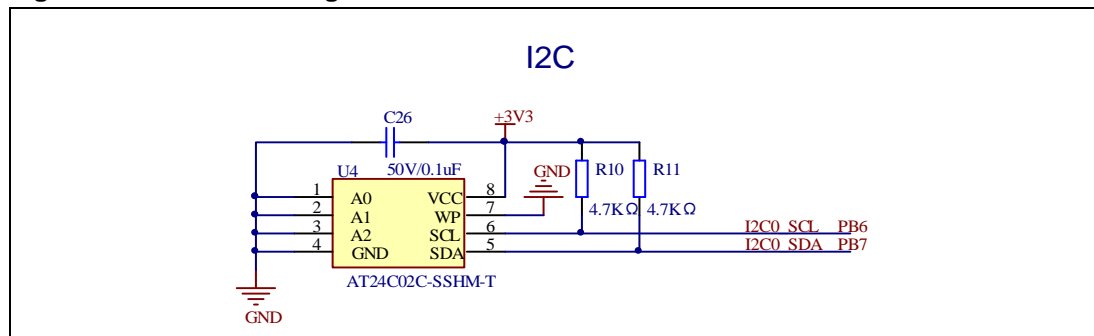 I2C
C26
+3V3
U4
50V/0.1uF
GND
R10
R11
1 A0 VCC 8
2 A1 WP 7
4.7KΩ 4.7KΩ
3 A2 SCL 6
I2C0_SCL PB6
4 GND SDA 5
I2C0_SDA PB7
AT24C02C-SSHM-T
GND